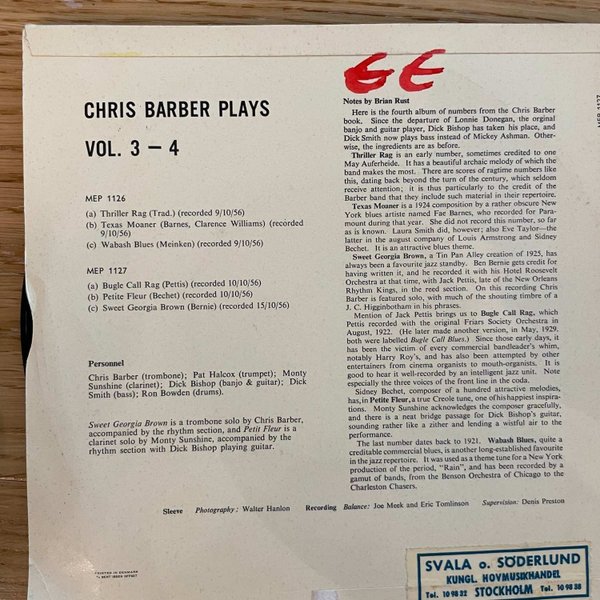 GE
CHRIS BARBER PLAYS
VOL. 3 – 4
MEP 1126
(a) Thriller Rag (Trad.) (recorded 9/10/56)
(b) Texas Moaner (Barnes, Clarence Williams) (recorded
9/10/56)
(c) Wabash Blues (Meinken) (recorded 9/10/56)
MEP 1127
(a) Bugle Call Rag (Pettis) (recorded 10/10/56)
(b) Petite Fleur (Bechet) (recorded 10/10/56)
(c) Sweet Georgia Brown (Bernie) (recorded 15/10/56)
Personnel
Chris Barber (trombone); Pat Halcox (trumpet); Monty
Sunshine (clarinet); Dick Bishop (banjo & guitar); Dick
Smith (bass); Ron Bowden (drums).
Sweet Georgia Brown is a trombone solo by Chris Barber,
accompanied by the rhythm section, and Petit Fleur is a
clarinet solo by Monty Sunshine, accompanied by the
rhythm section with Dick Bishop playing guitar.
Notes by Brian Rust
Here is the fourth album of numbers from the Chris Barber
book. Since the departure of Lonnie Donegan, the orginal
banjo and guitar player, Dick Bishop has taken his place, and
Dick Smith now plays bass instead of Mickey Ashman. Other-
wise, the ingredients are as before.
Thriller Rag is an early number, sometimes credited to one
May Auferheide. It has a beautiful archaic melody of which the
band makes the most. There are scores of ragtime numbers like
this, dating back beyond the turn of the century, which seldom
receive attention; it is thus particularly to the credit of the
Barber band that they include such material in their repertoire.
Texas Moaner is a 1924 composition by a rather obscure New
York blues artiste named Fae Barnes, who recorded for Para-
mount during that year. She did not record this number, so far
as is known. Laura Smith did, however; also Eve Taylor—the
latter in the august company of Louis Armstrong and Sidney
Bechet. It is an attractive blues theme.
Sweet Georgia Brown, a Tin Pan Alley creation of 1925, has
always been a favourite jazz standby. Ben Bernie gets credit for
having written it, and he recorded it with his Hotel Roosevelt
Orchestra at that time, with Jack Pettis, late of the New Orleans
Rhythm Kings, in the reed section. On this recording Chris
Barber is featured solo, with much of the shouting timbre of a
J. C. Higginbotham in his phrases.
Mention of Jack Pettis brings us to Bugle Call Rag, which
Pettis recorded with the original Friars Society Orchestra in
August, 1922. (He later made another version, in May, 1929.
both were labelled Bugle Call Blues.) Since those early days, it
has been the victim of every commercial bandleader's whim,
notably Harry Roy's, and has also been attempted by other
entertainers from cinema organists to mouth-organists. It is
good to hear it well-recorded by an intelligent jazz unit. Note
especially the three voices of the front line in the coda.
Sidney Bechet, composer of a hundred attractive melodies,
has, in Petite Fleur, a true Creole tune, one of his happiest inspira-
tions. Monty Sunshine acknowledges the composer gracefully,
and there is a neat bridge passage for Dick Bishop's guitar,
sounding rather like a zither and lending a wistful air to the
performance.
The last number dates back to 1921. Wabash Blues, quite a
creditable commercial blues, is another long-established favourite
in the jazz repertoire. It was used as a theme tune for a New York
production of the period, "Rain", and has been recorded by a
gamut of bands, from the Benson Orchestra of Chicago to the
Charleston Chasers.
Sleeve Photography: Walter Hanlon Recording Balance: Joe Meek and Eric Tomlinson Supervision: Denis Preston
PRINTED IN DENMARK
SVALA o. SÖDERLUND
KUNGL. HOVMUSIKHANDEL
Tel. 10 98 32 STOCKHOLM Tel. 10 98 38